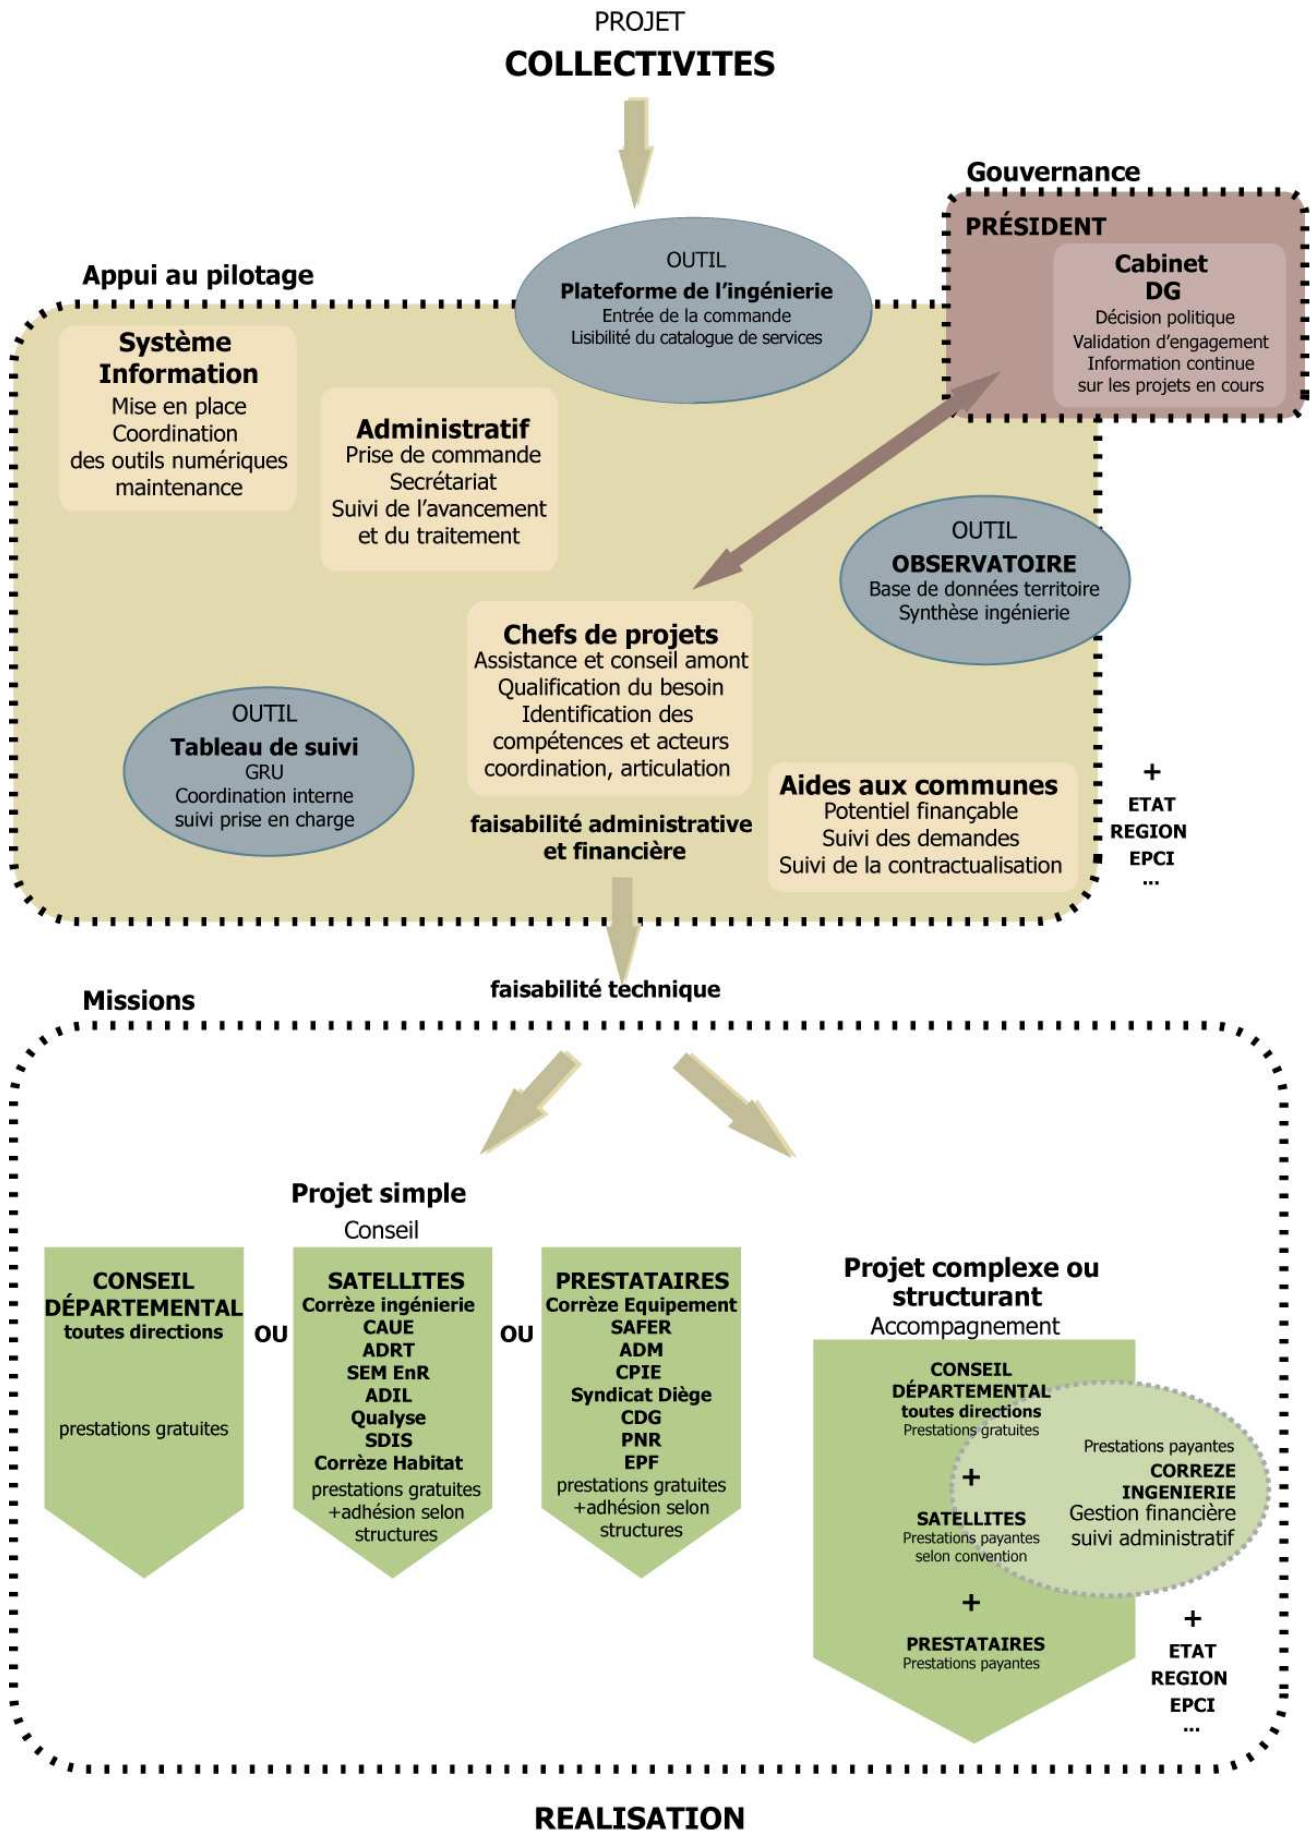 PROJET
COLLECTIVITES
Gouvernance
PRÉSIDENT
Cabinet
DG
Décision politique
Validation d'engagement
Information continue
sur les projets en cours
Appui au pilotage
OUTIL
Plateforme de l'ingénierie
Entrée de la commande
Lisibilité du catalogue de services
Système
Information
Mise en place
Coordination
des outils numériques
maintenance
Administratif
Prise de commande
Secrétariat
Suivi de l'avancement
et du traitement
OUTIL
OBSERVATOIRE
Base de données territoire
Synthèse ingénierie
Chefs de projets
Assistance et conseil amont
Qualification du besoin
Identification des
compétences et acteurs
coordination, articulation
OUTIL
Tableau de suivi
GRU
Coordination interne
suivi prise en charge
faisabilité administrative
et financière
Aides aux communes
Potentiel finançable
Suivi des demandes
Suivi de la contractualisation
+
ETAT
REGION
EPCI
...
faisabilité technique
Missions
Projet simple
Conseil
CONSEIL
DÉPARTEMENTAL
toutes directions
prestations gratuites
OU
SATELLITES
Corrèze ingénierie
CAUE
ADRT
SEM EnR
ADIL
Qualyse
SDIS
Corrèze Habitat
prestations gratuites
+adhésion selon
structures
OU
PRESTATAIRES
Corrèze Equipement
SAFER
ADM
CPIE
Syndicat Diège
CDG
PNR
EPF
prestations gratuites
+adhésion selon
structures
Projet complexe ou
structurant
Accompagnement
CONSEIL
DÉPARTEMENTAL
toutes directions
Prestations gratuites
+
SATELLITES
Prestations payantes
selon convention
+
PRESTATAIRES
Prestations payantes
Prestations payantes
CORREZE
INGENIERIE
Gestion financière
suivi administratif
+
ETAT
REGION
EPCI
...
REALISATION